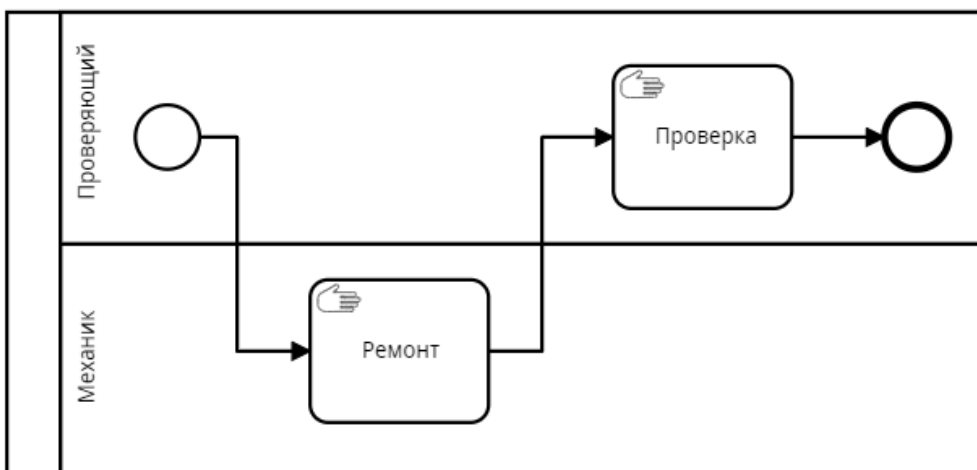 Проверяющий
Проверка
Механик
Ремонт